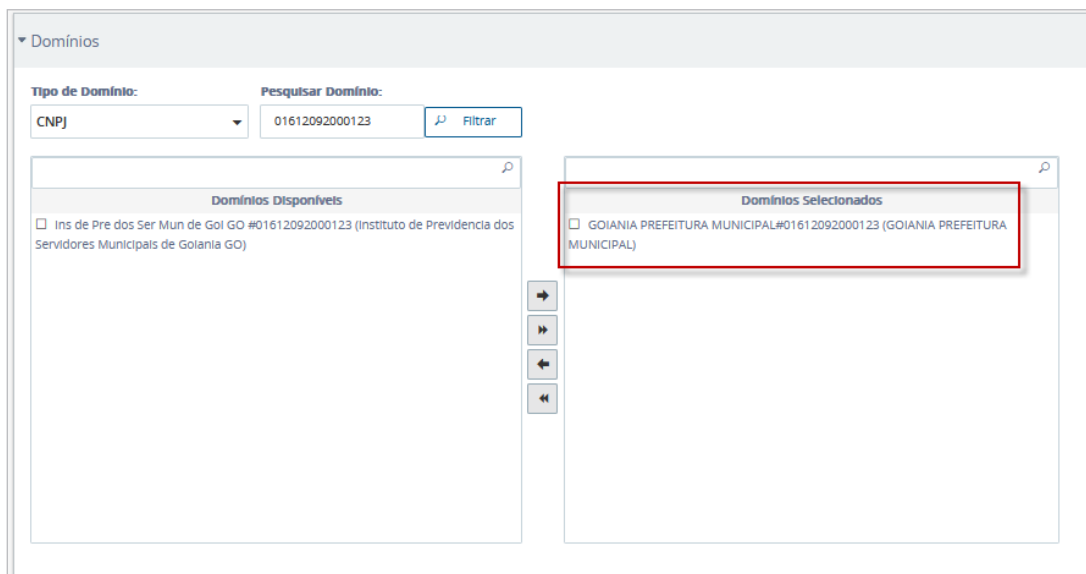 Domínios
Tipo de Domínio: Pesquisar Domínio:
CNPJ 01612092000123 Filtrar
Domínios Disponíveis
Ins de Pre dos Ser Mun de Goi GO #01612092000123 (Instituto de Previdencia dos
Servidores Municipais de Goiania GO)
Domínios Selecionados
GOIANIA PREFEITURA MUNICIPAL#01612092000123 (GOIANIA PREFEITURA
MUNICIPAL)